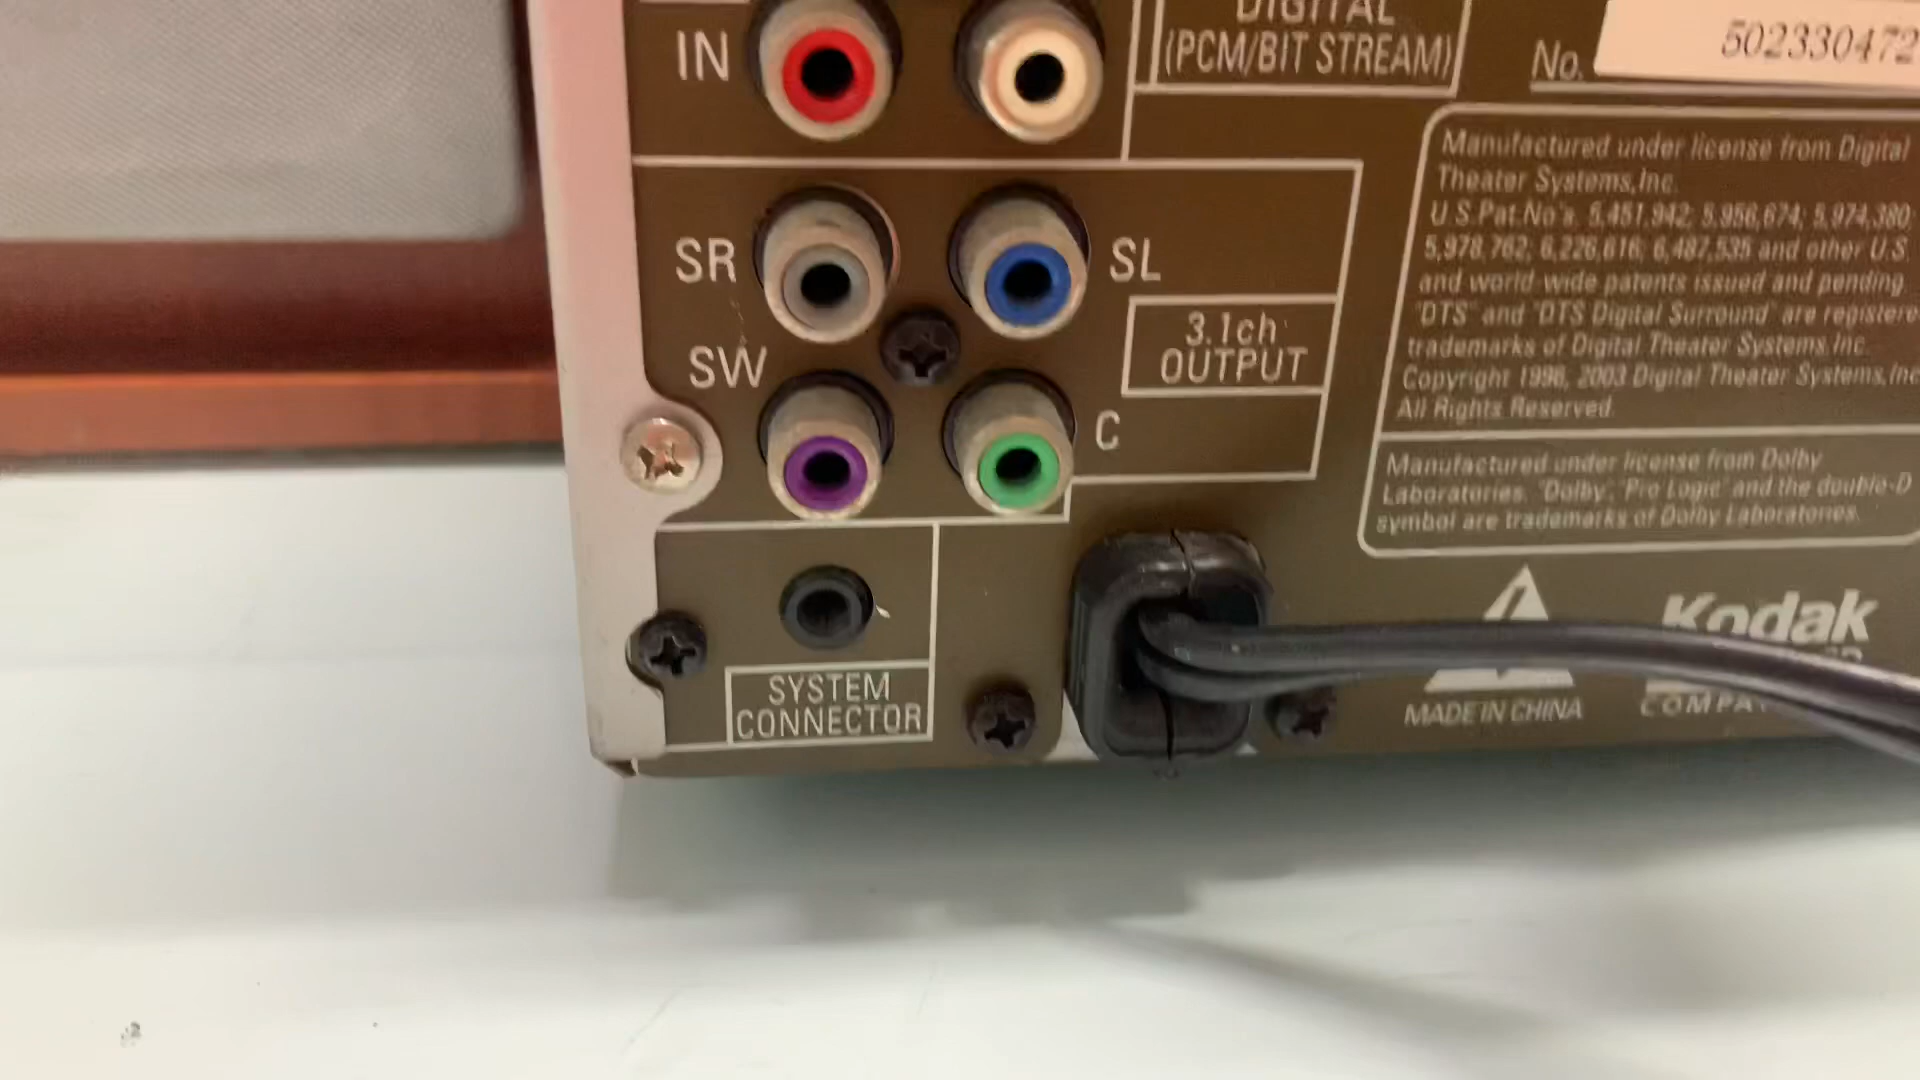 IN
DIGITAL
(PCM/BIT STREAM)
No.
502330472
SR
SL
3.1ch
OUTPUT
SW
C
Manufactured under license from Digital
Theater Systems,Inc.
U.S.Pat.No's. 5,451,942; 5,956,674; 5,974,380;
5,978,762; 6,226,616; 6,487,535 and other U.S.
and world-wide patents issued and pending.
"DTS" and "DTS Digital Surround" are registere
trademarks of Digital Theater Systems,Inc.
Copyright 1996, 2003 Digital Theater Systems,Inc.
All Rights Reserved.
Manufactured under license from Dolby
Laboratories. "Dolby", "Pro Logic" and the double-D
symbol are trademarks of Dolby Laboratories.
SYSTEM
CONNECTOR
MADE IN CHINA
Kodak
COMPA